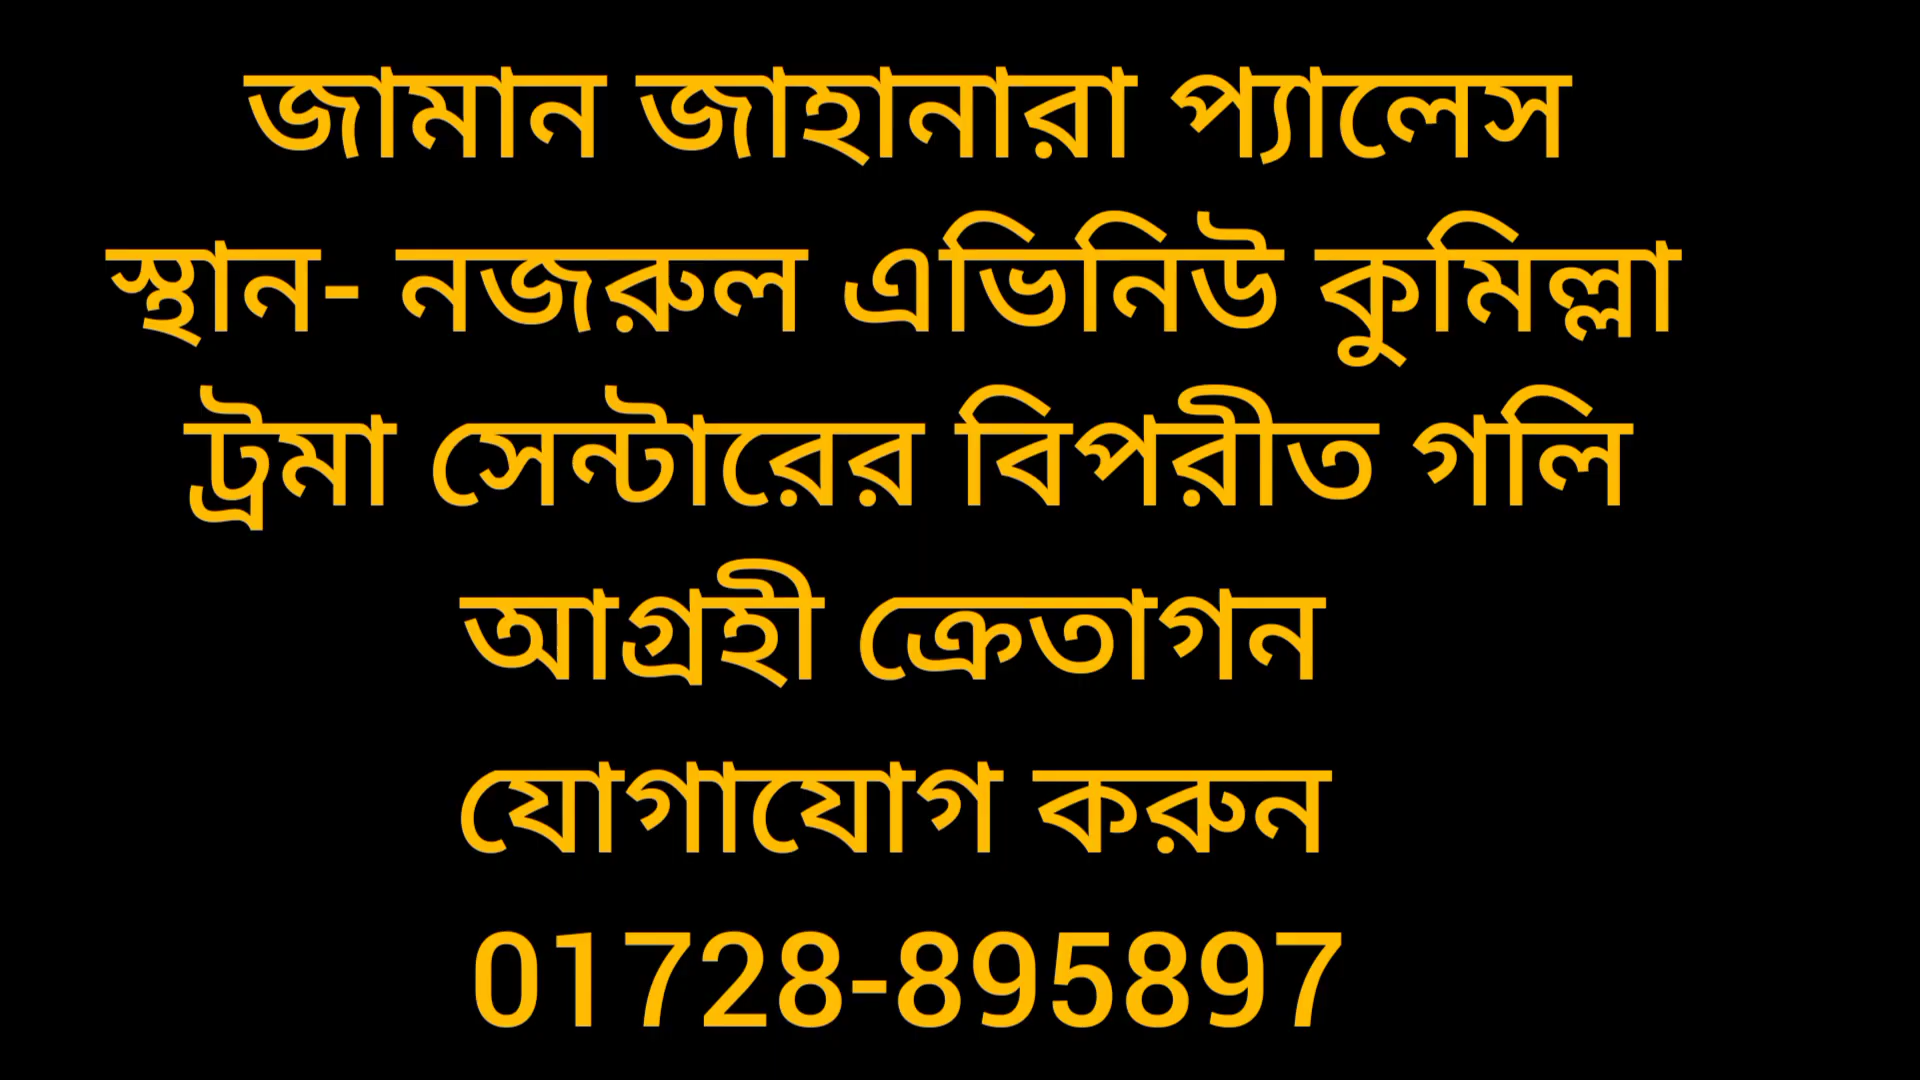 জামান জাহানারা প্যালেস
স্থান- নজরুল এভিনিউ কুমিল্লা
ট্রমা সেন্টারের বিপরীত গলি
আগ্রহী ক্রেতাগন
যোগাযোগ করুন
01728-895897